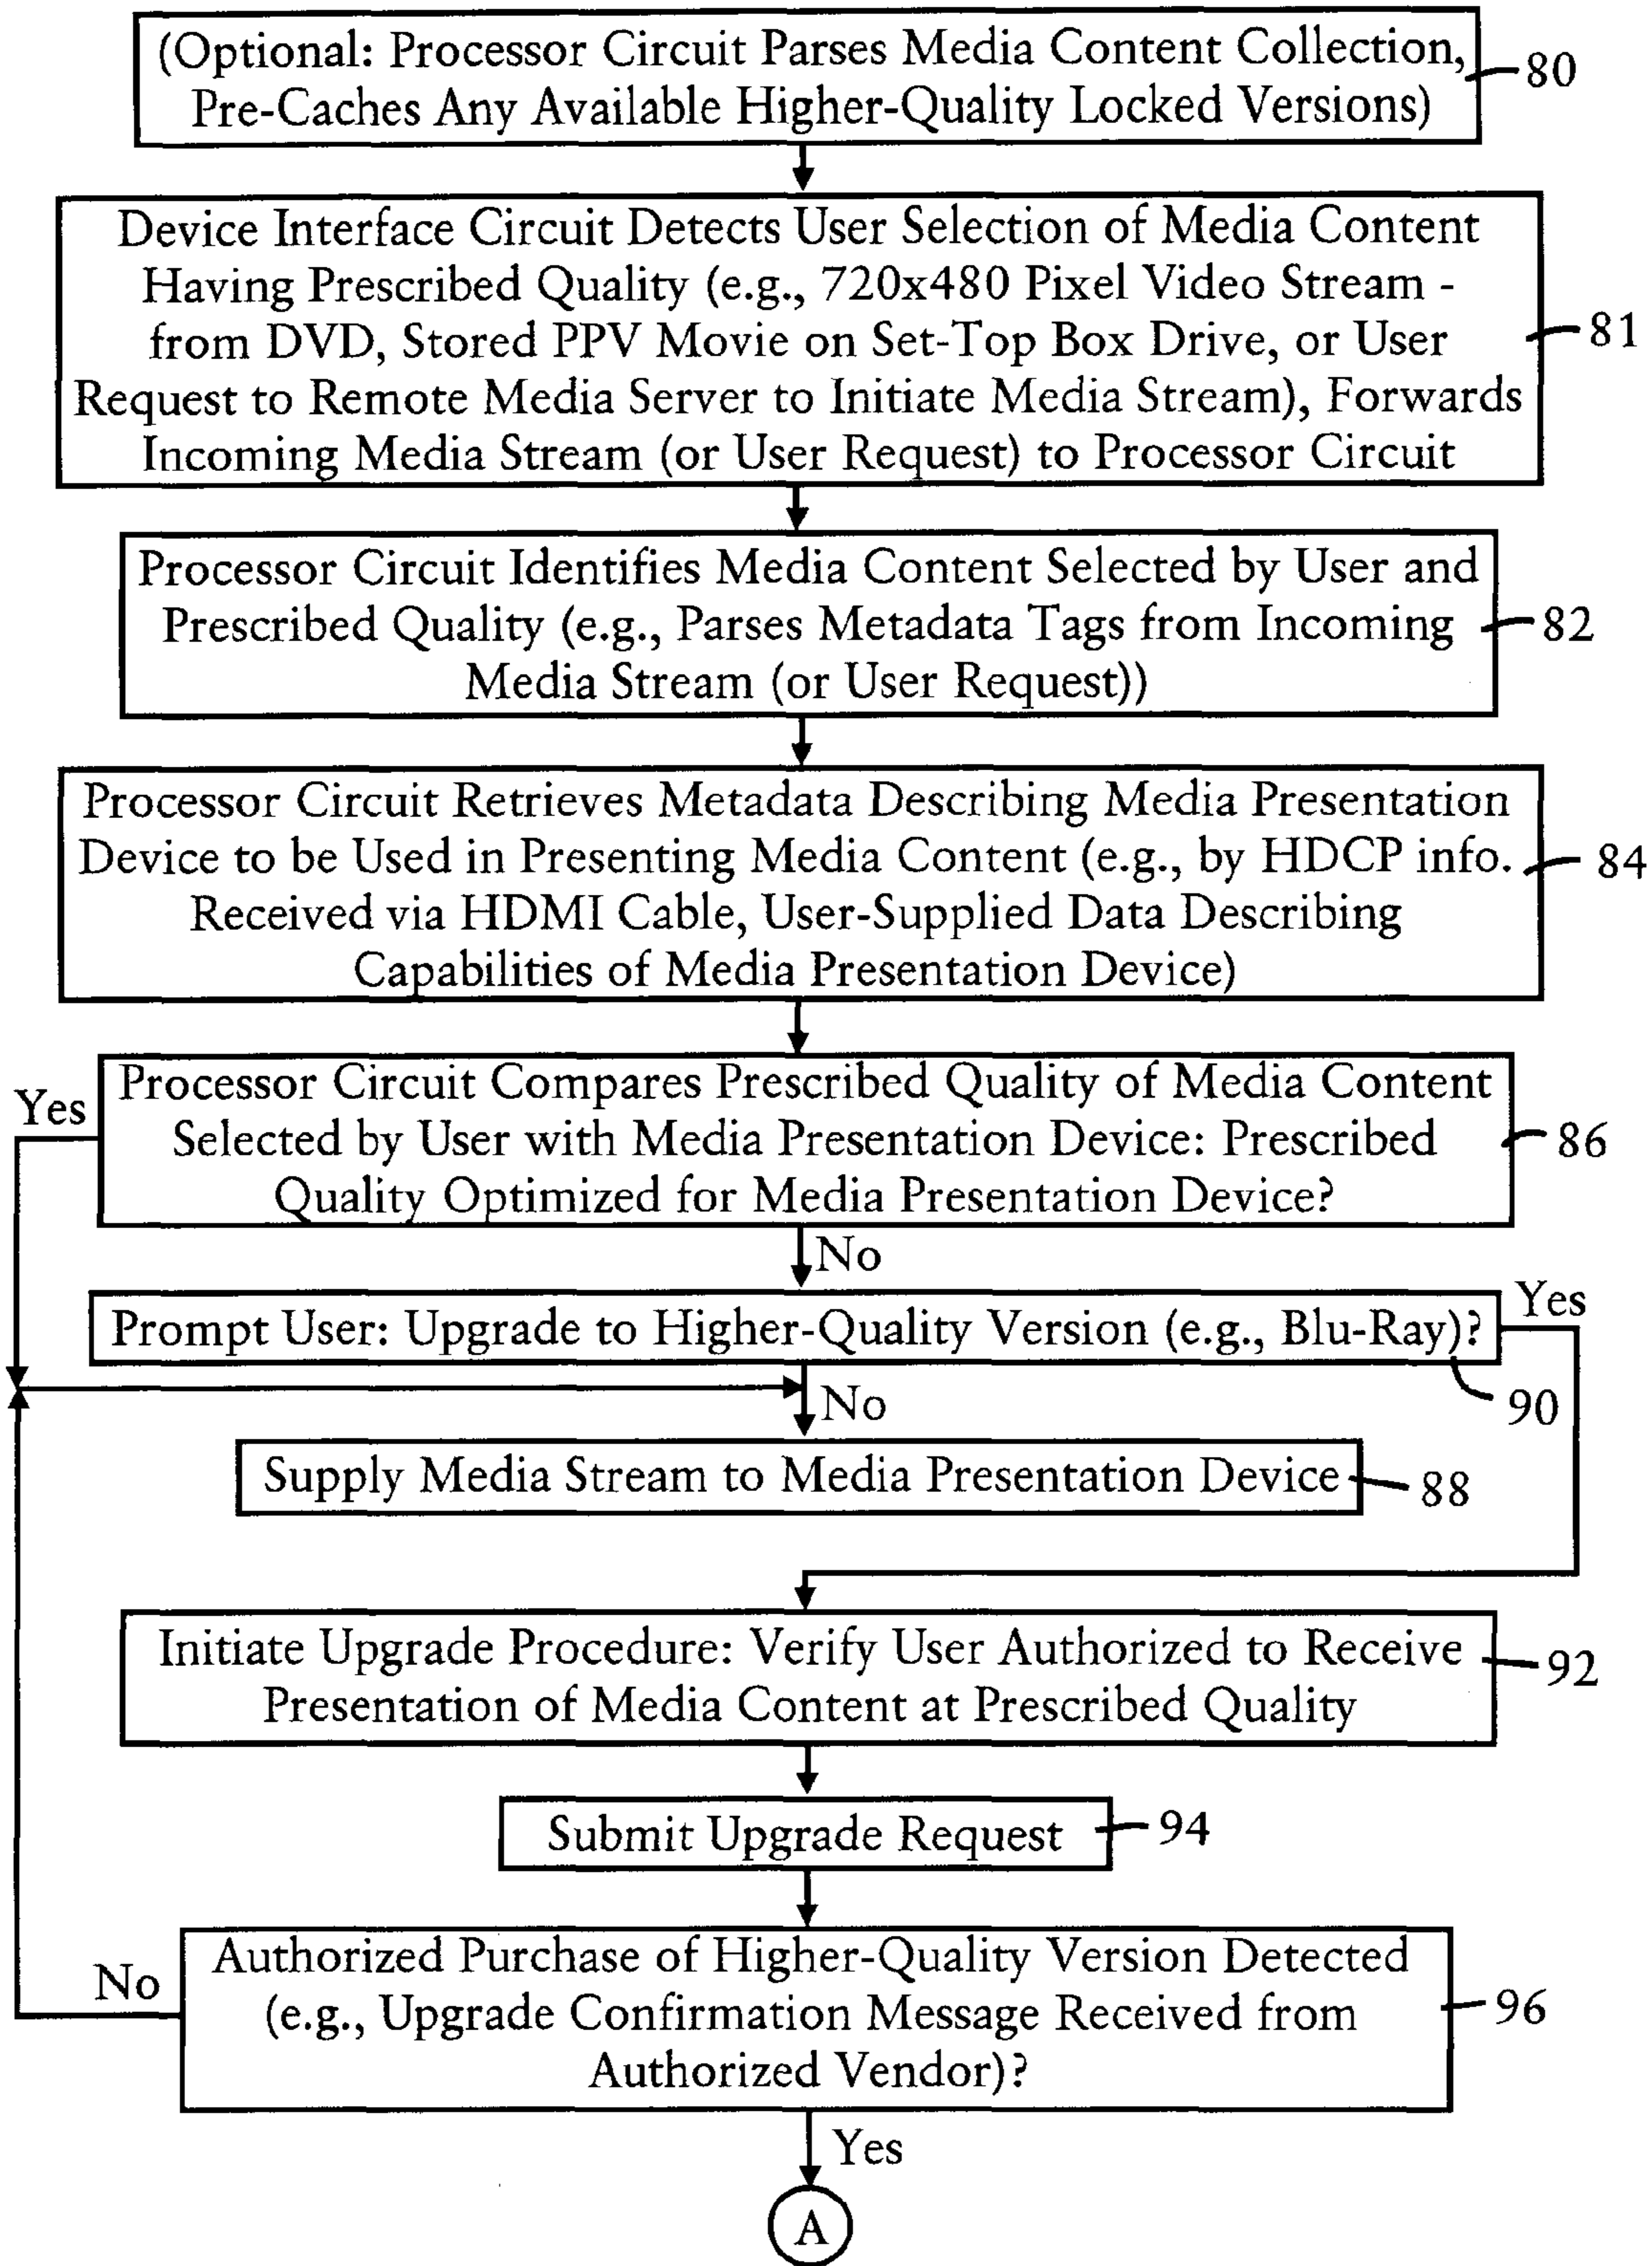 (Optional: Processor Circuit Parses Media Content Collection,
Pre-Caches Any Available Higher-Quality Locked Versions)
80
Device Interface Circuit Detects User Selection of Media Content
Having Prescribed Quality (e.g., 720x480 Pixel Video Stream -
from DVD, Stored PPV Movie on Set-Top Box Drive, or User
Request to Remote Media Server to Initiate Media Stream), Forwards
Incoming Media Stream (or User Request) to Processor Circuit
81
Processor Circuit Identifies Media Content Selected by User and
Prescribed Quality (e.g., Parses Metadata Tags from Incoming
Media Stream (or User Request))
82
Processor Circuit Retrieves Metadata Describing Media Presentation
Device to be Used in Presenting Media Content (e.g., by HDCP info.
Received via HDMI Cable, User-Supplied Data Describing
Capabilities of Media Presentation Device)
84
Yes
Processor Circuit Compares Prescribed Quality of Media Content
Selected by User with Media Presentation Device: Prescribed
Quality Optimized for Media Presentation Device?
86
No
Prompt User: Upgrade to Higher-Quality Version (e.g., Blu-Ray)?
Yes
90
No
Supply Media Stream to Media Presentation Device
88
Initiate Upgrade Procedure: Verify User Authorized to Receive
Presentation of Media Content at Prescribed Quality
92
Submit Upgrade Request
94
No
Authorized Purchase of Higher-Quality Version Detected
(e.g., Upgrade Confirmation Message Received from
Authorized Vendor)?
96
Yes
A